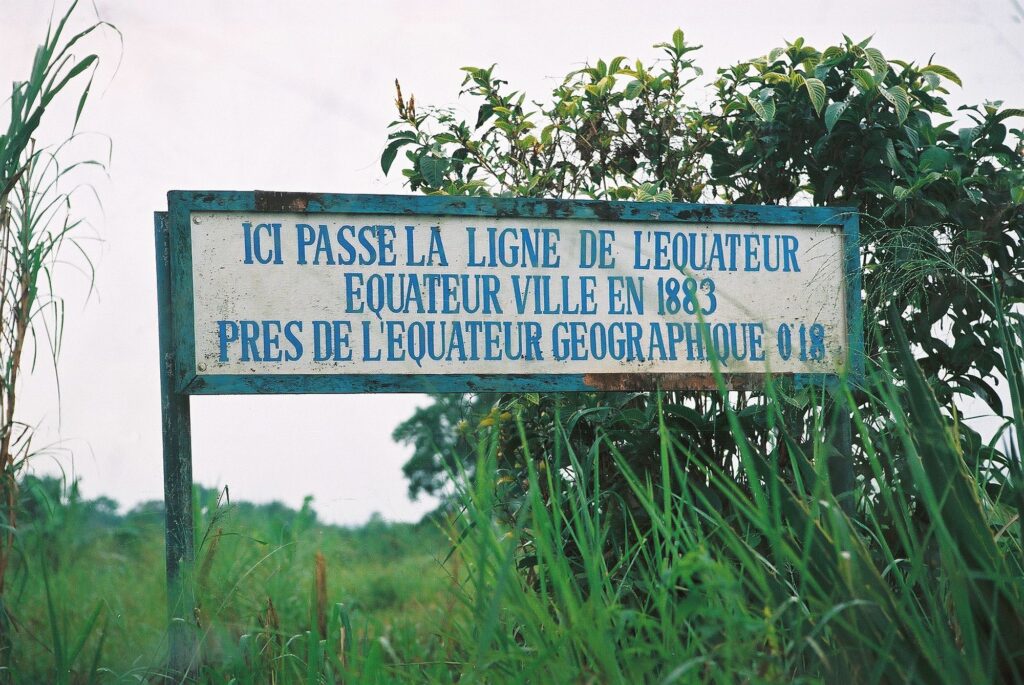 ICI PASSE LA LIGNE DE L'EQUATEUR
EQUATEUR VILLE EN 1883
PRES DE L'EQUATEUR GEOGRAPHIQUE 0°18